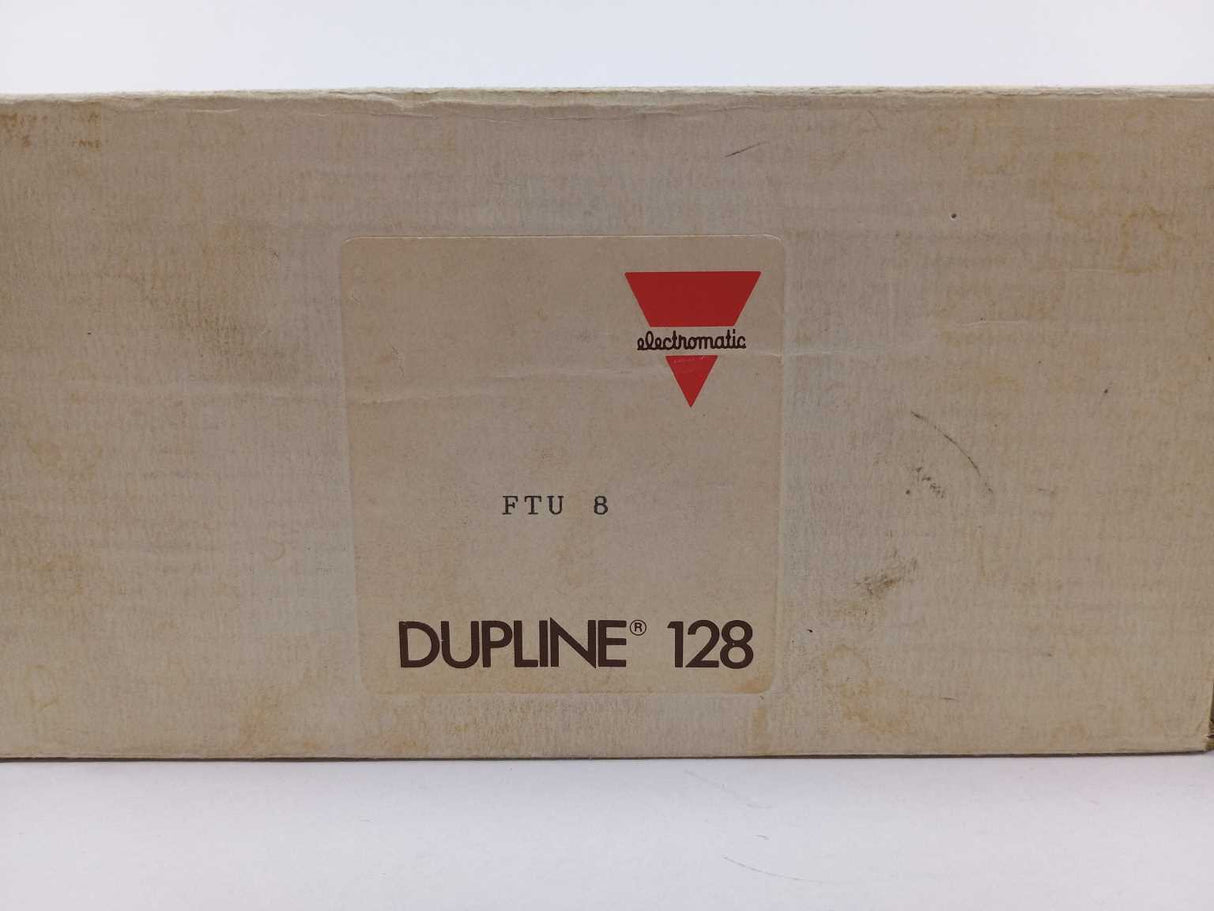 electromatic
FTU 8
DUPLINE® 128